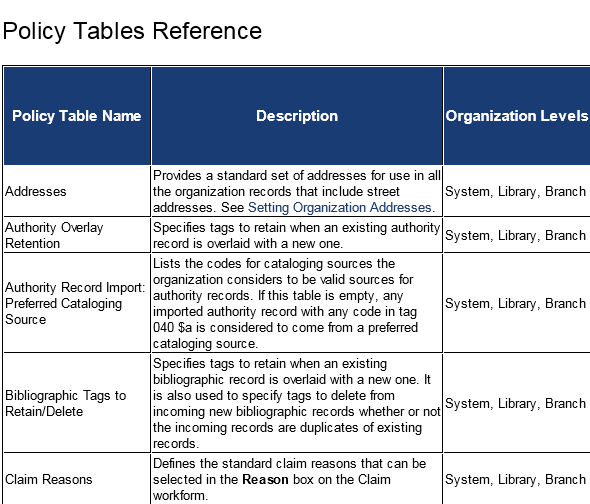 Policy Tables Reference
Policy Table Name
Description
Organization Levels
Addresses
Provides a standard set of addresses for use in all
the organization records that include street
addresses. See Setting Organization Addresses.
System, Library, Branch
Authority Overlay
Retention
Specifies tags to retain when an existing authority
record is overlaid with a new one.
System, Library, Branch
Authority Record Import:
Preferred Cataloging
Source
Lists the codes for cataloging sources the
organization considers to be valid sources for
authority records. If this table is empty, any
imported authority record with any code in tag
040 $a is considered to come from a preferred
cataloging source.
System, Library, Branch
Bibliographic Tags to
Retain/Delete
Specifies tags to retain when an existing
bibliographic record is overlaid with a new one. It
is also used to specify tags to delete from
incoming new bibliographic records whether or not
the incoming records are duplicates of existing
records.
System, Library, Branch
Claim Reasons
Defines the standard claim reasons that can be
selected in the Reason box on the Claim
workform.
System, Library, Branch